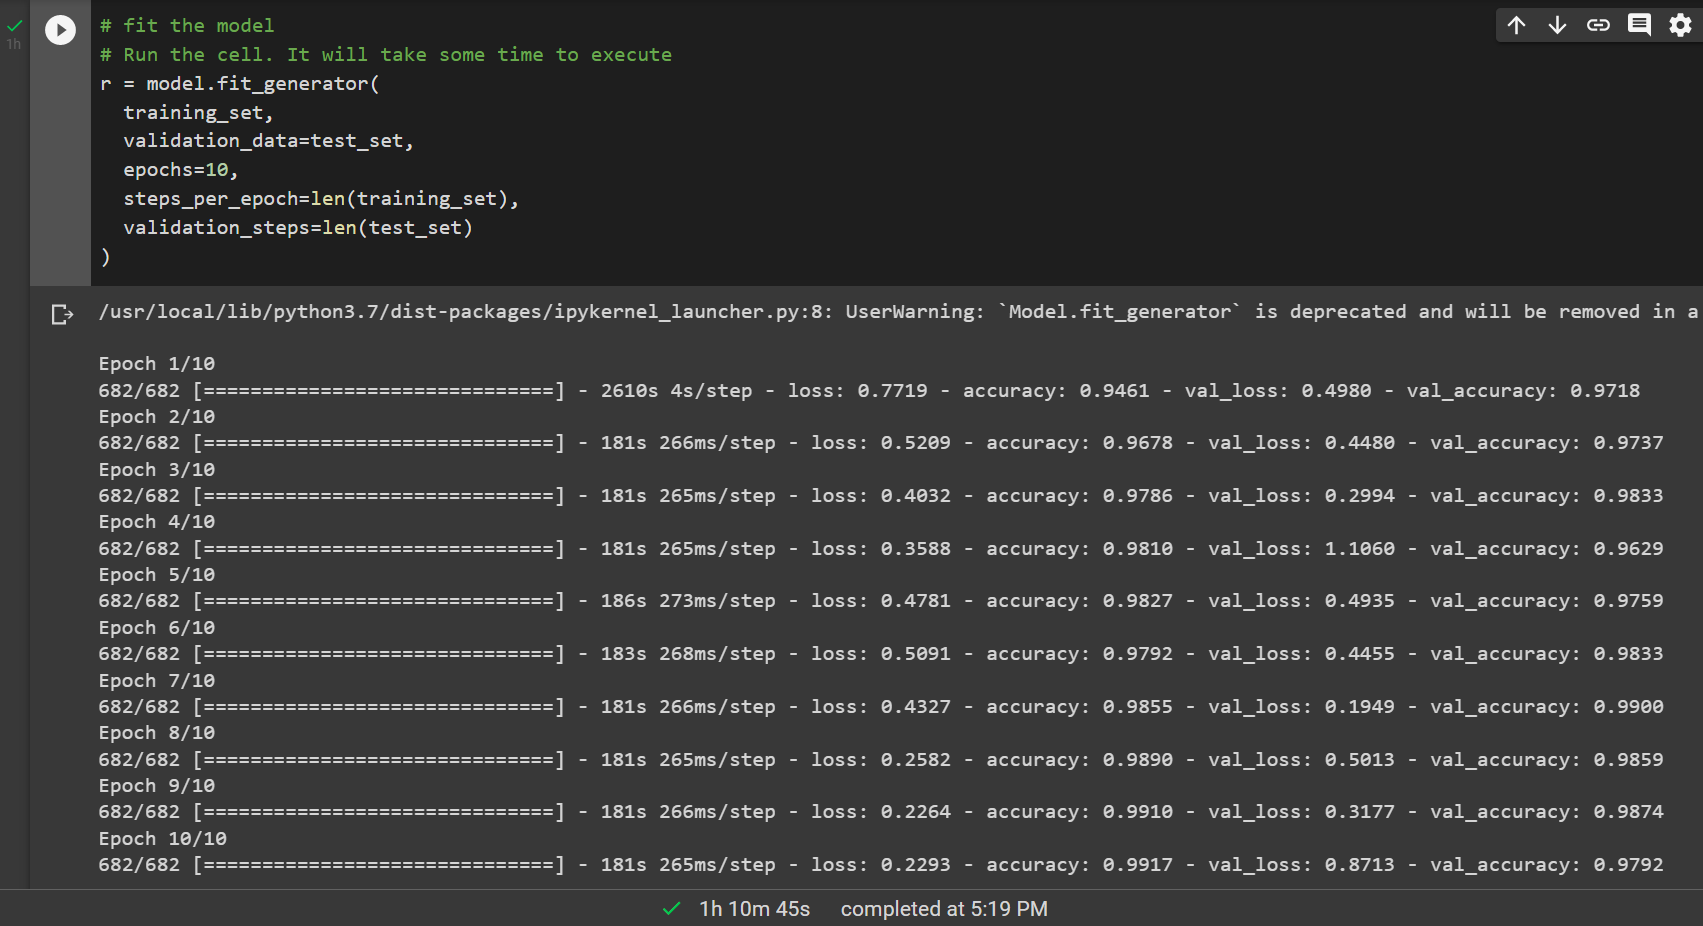 1h
# fit the model
# Run the cell. It will take some time to execute
r = model.fit_generator(
  training_set,
  validation_data=test_set,
  epochs=10,
  steps_per_epoch=len(training_set),
  validation_steps=len(test_set)
)
/usr/local/lib/python3.7/dist-packages/ipykernel_launcher.py:8: UserWarning: `Model.fit_generator` is deprecated and will be removed in a
Epoch 1/10
682/682 [==============================] - 2610s 4s/step - loss: 0.7719 - accuracy: 0.9461 - val_loss: 0.4980 - val_accuracy: 0.9718
Epoch 2/10
682/682 [==============================] - 181s 266ms/step - loss: 0.5209 - accuracy: 0.9678 - val_loss: 0.4480 - val_accuracy: 0.9737
Epoch 3/10
682/682 [==============================] - 181s 265ms/step - loss: 0.4032 - accuracy: 0.9786 - val_loss: 0.2994 - val_accuracy: 0.9833
Epoch 4/10
682/682 [==============================] - 181s 265ms/step - loss: 0.3588 - accuracy: 0.9810 - val_loss: 1.1060 - val_accuracy: 0.9629
Epoch 5/10
682/682 [==============================] - 186s 273ms/step - loss: 0.4781 - accuracy: 0.9827 - val_loss: 0.4935 - val_accuracy: 0.9759
Epoch 6/10
682/682 [==============================] - 183s 268ms/step - loss: 0.5091 - accuracy: 0.9792 - val_loss: 0.4455 - val_accuracy: 0.9833
Epoch 7/10
682/682 [==============================] - 181s 266ms/step - loss: 0.4327 - accuracy: 0.9855 - val_loss: 0.1949 - val_accuracy: 0.9900
Epoch 8/10
682/682 [==============================] - 181s 265ms/step - loss: 0.2582 - accuracy: 0.9890 - val_loss: 0.5013 - val_accuracy: 0.9859
Epoch 9/10
682/682 [==============================] - 181s 266ms/step - loss: 0.2264 - accuracy: 0.9910 - val_loss: 0.3177 - val_accuracy: 0.9874
Epoch 10/10
682/682 [==============================] - 181s 265ms/step - loss: 0.2293 - accuracy: 0.9917 - val_loss: 0.8713 - val_accuracy: 0.9792
1h 10m 45s completed at 5:19 PM